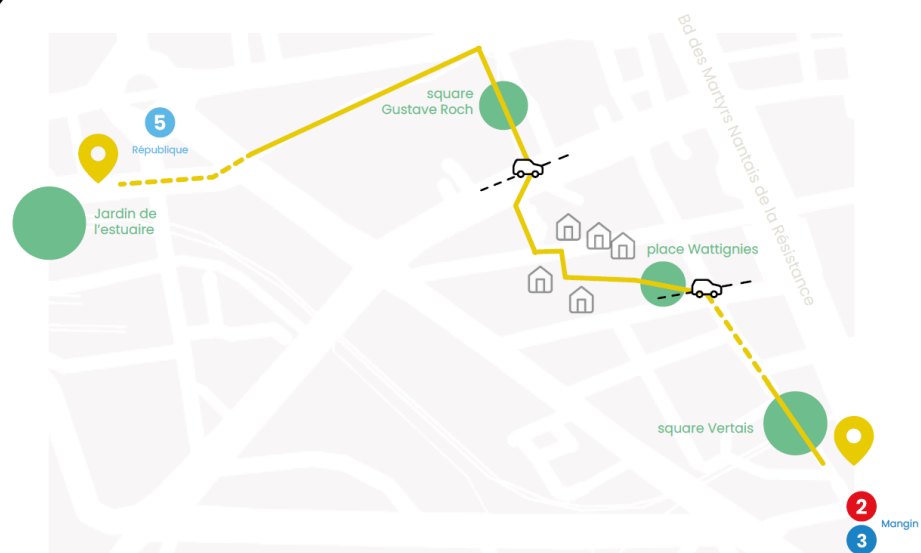 Bd des Martyrs Nantais de la Résistance
square
Gustave Roch
5
République
Jardin de
l'estuaire
place Wattignies
square Vertais
2
Mangin
3